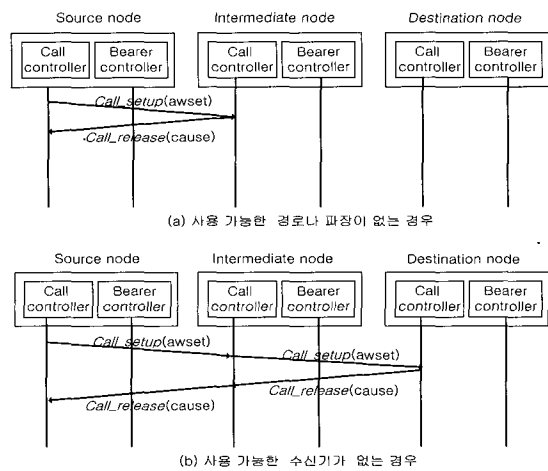 Source node Intermediate node Destination node
Call controller Bearer controller Call controller Bearer controller Call controller Bearer controller
Call_setup(awset)
Call_release(cause)
(a) 사용 가능한 경로나 파장이 없는 경우
Source node Intermediate node Destination node
Call controller Bearer controller Call controller Bearer controller Call controller Bearer controller
Call_setup(awset)
Call_setup(awset)
Call_release(cause)
Call_release(cause)
(b) 사용 가능한 수신기가 없는 경우